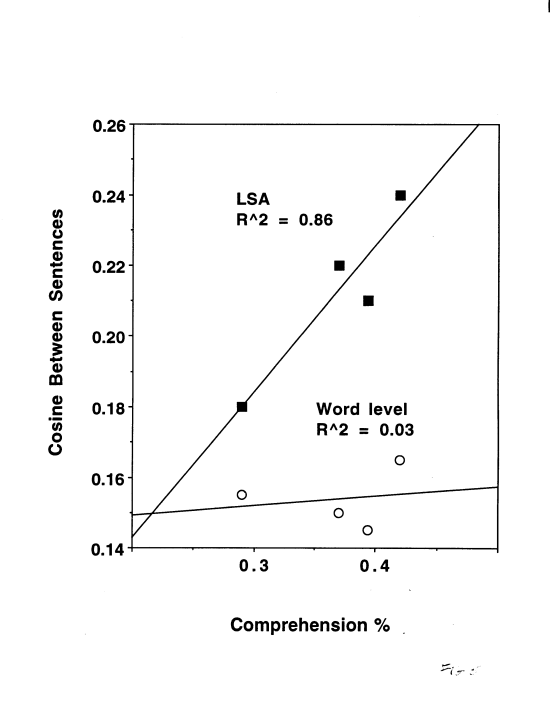 0.26
0.24
LSA
R^2 = 0.86
0.22
0.20
0.18
Word level
R^2 = 0.03
0.16
0.14
0.3 0.4
Cosine Between Sentences
Comprehension %